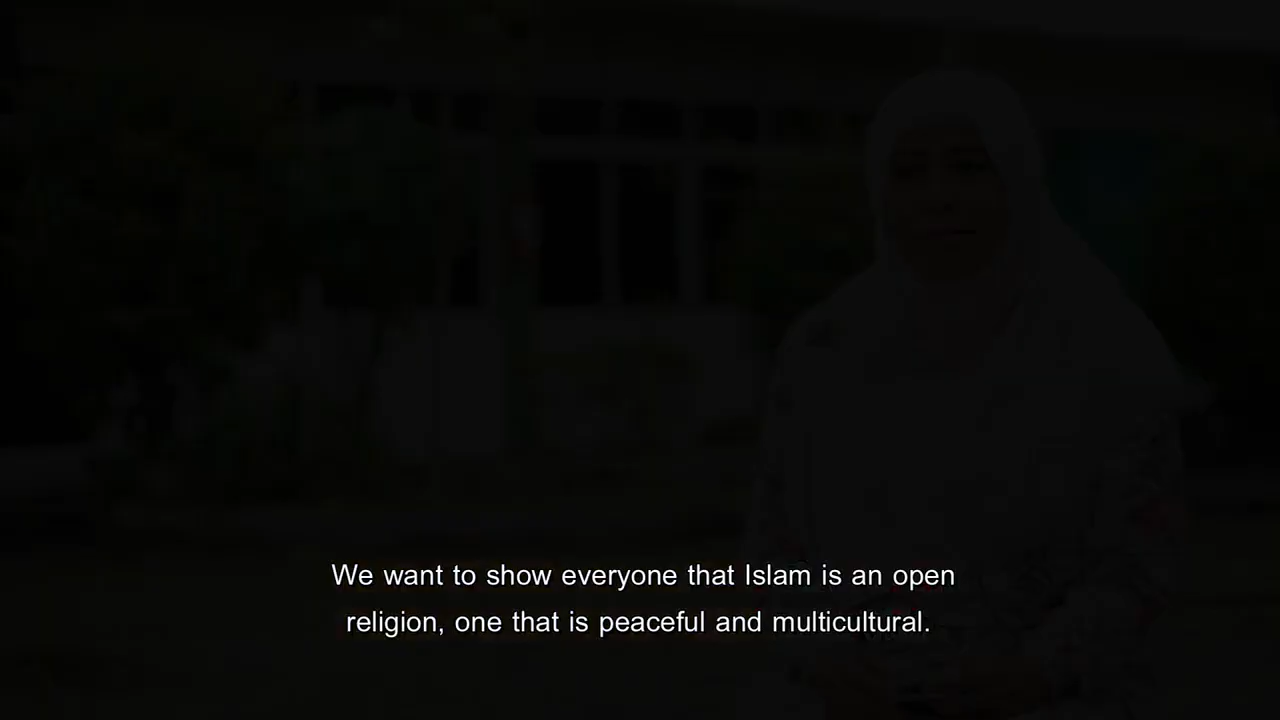 We want to show everyone that Islam is an open
religion, one that is peaceful and multicultural.